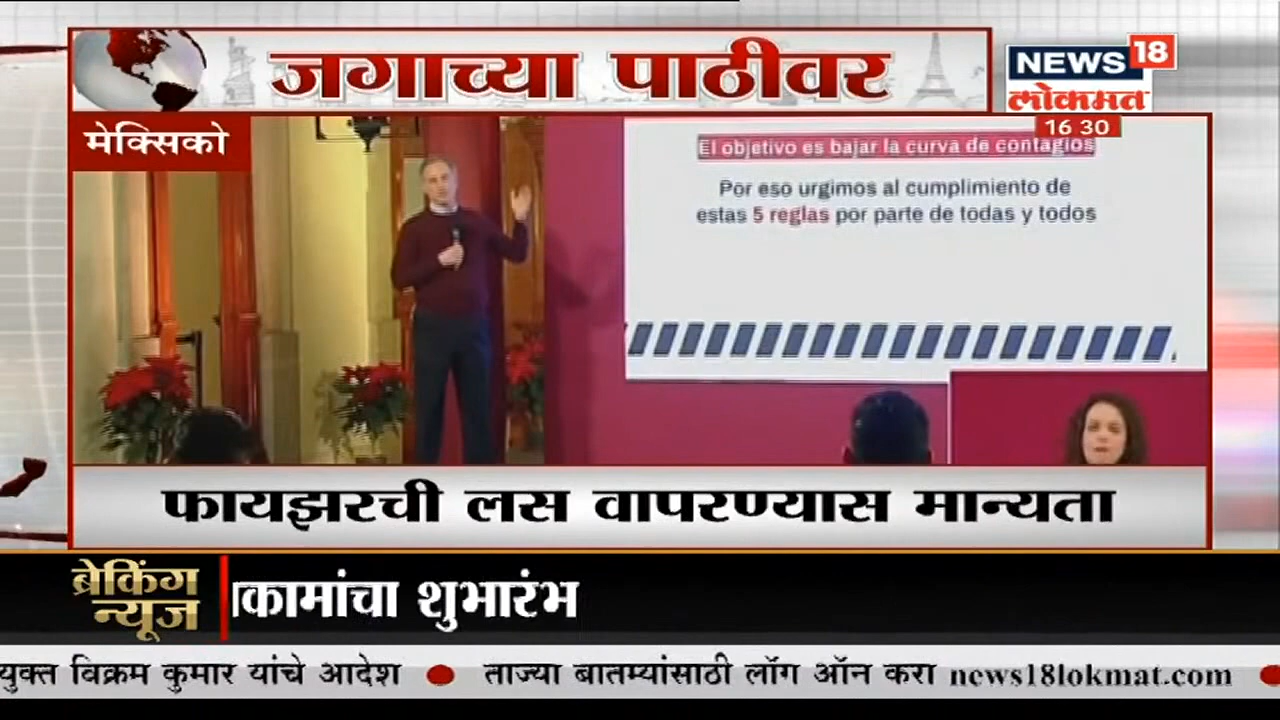 जगाच्या पाठीवर
NEWS 18
लोकमत
16 30
मेक्सिको
El objetivo es bajar la curva de contagios
Por eso urgimos al cumplimiento de
estas 5 reglas por parte de todas y todos
फायझरची लस वापरण्यास मान्यता
ब्रेकिंग
न्यूज
कामांचा शुभारंभ
युक्त विक्रम कुमार यांचे आदेश ● ताज्या बातम्यांसाठी लॉग ऑन करा news18lokmat.com